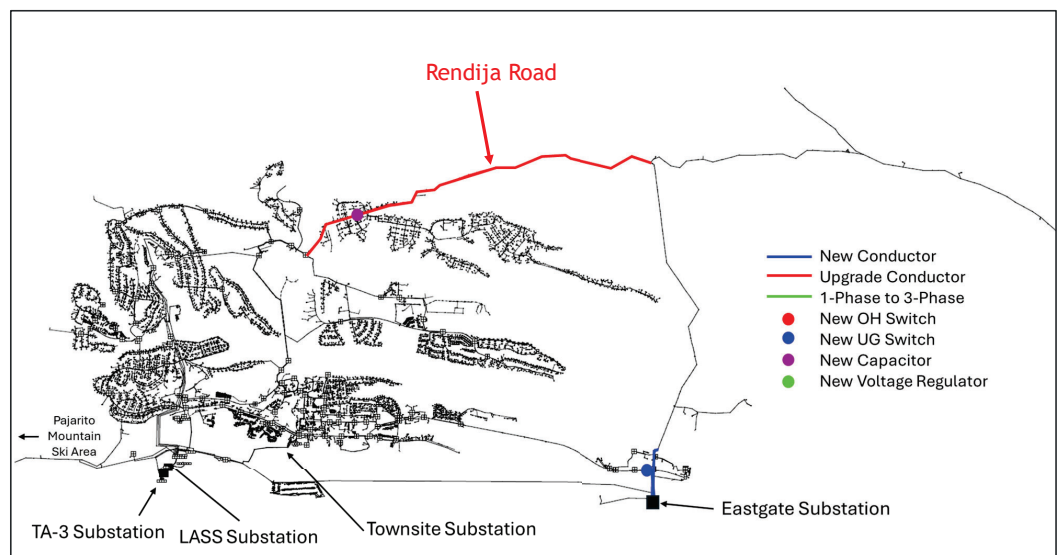 Rendija Road
New Conductor
Upgrade Conductor
1-Phase to 3-Phase
New OH Switch
New UG Switch
New Capacitor
New Voltage Regulator
Pajarito
Mountain
Ski Area
TA-3 Substation
LASS Substation
Townsite Substation
Eastgate Substation